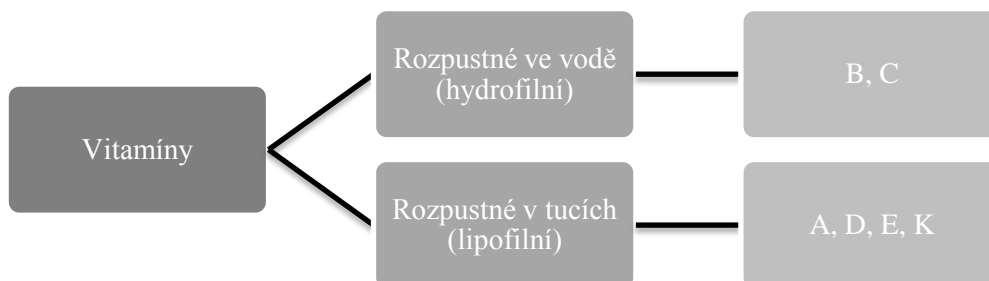 Vitamíny
Rozpustné ve vodě
(hydrofilní)
B, C
Rozpustné v tucích
(lipofilní)
A, D, E, K